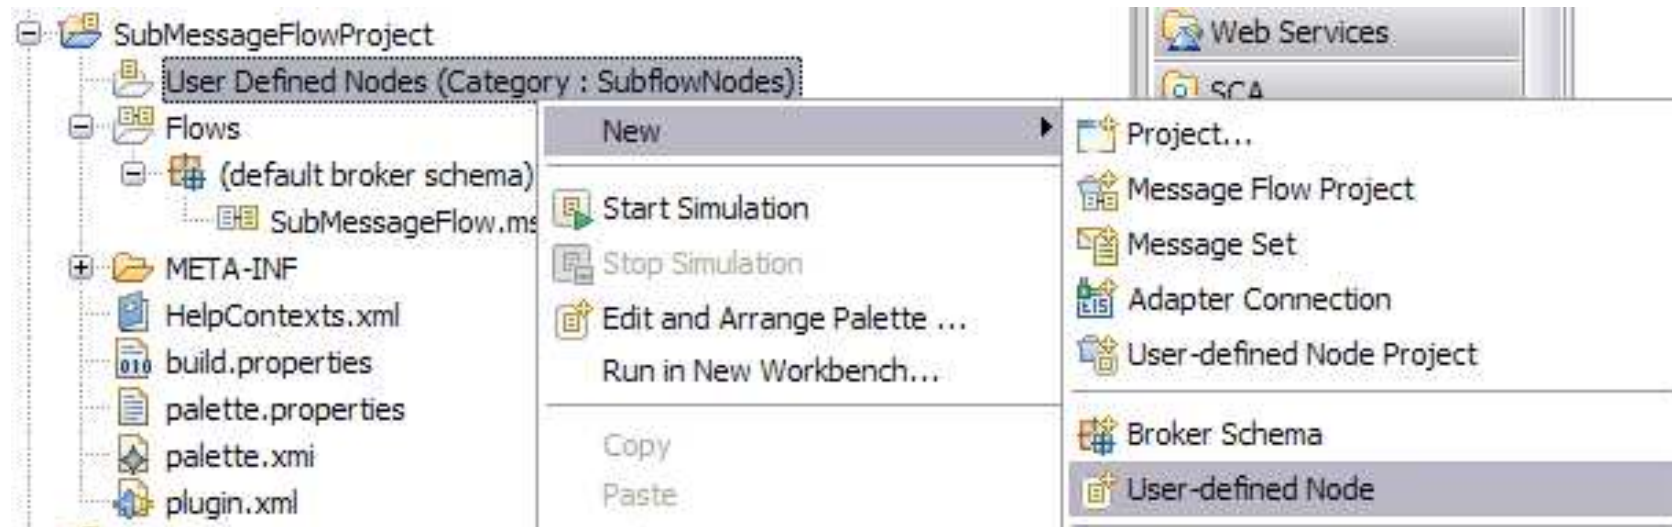 SubMessageFlowProject
User Defined Nodes (Category : SubflowNodes)
Flows
(default broker schema)
SubMessageFlow.ms
META-INF
HelpContexts.xml
build.properties
palette.properties
palette.xmi
plugin.xml
New
Start Simulation
Stop Simulation
Edit and Arrange Palette ...
Run in New Workbench...
Copy
Paste
Web Services
SCA
Project...
Message Flow Project
Message Set
Adapter Connection
User-defined Node Project
Broker Schema
User-defined Node